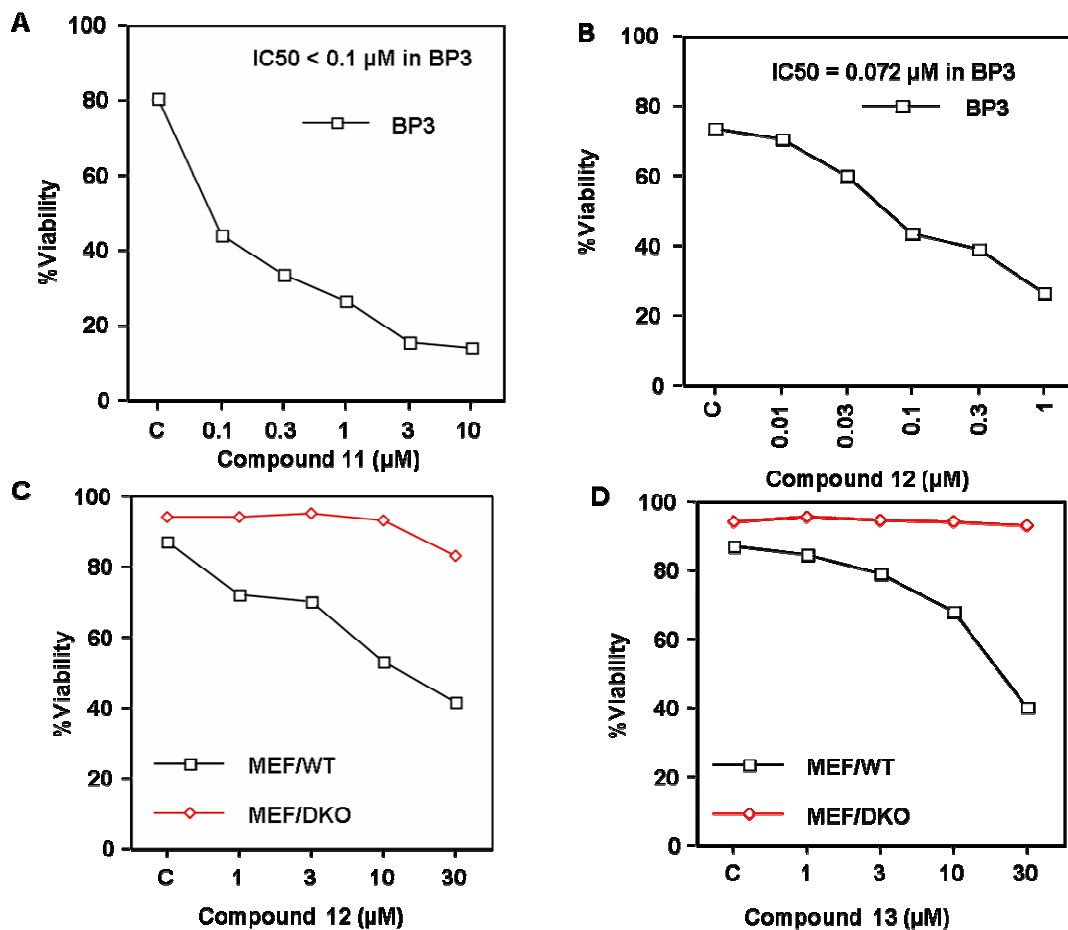 A
100
80
60
40
20
0
%Viability
IC50 < 0.1 µM in BP3
BP3
C 0.1 0.3 1 3 10
Compound 11 (µM)
B
100
80
60
40
20
0
%Viability
IC50 = 0.072 µM in BP3
BP3
C 0.01 0.03 0.1 0.3 1
Compound 12 (µM)
C
100
80
60
40
20
0
%Viability
MEF/WT
MEF/DKO
C 1 3 10 30
Compound 12 (µM)
D
100
80
60
40
20
0
%Viability
MEF/WT
MEF/DKO
C 1 3 10 30
Compound 13 (µM)